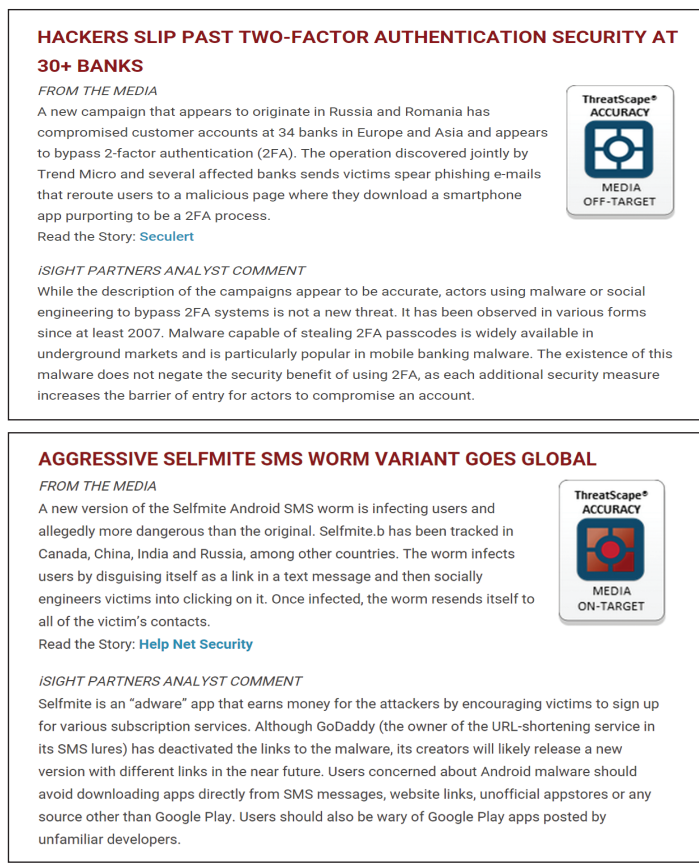 HACKERS SLIP PAST TWO-FACTOR AUTHENTICATION SECURITY AT
30+ BANKS
FROM THE MEDIA
A new campaign that appears to originate in Russia and Romania has
compromised customer accounts at 34 banks in Europe and Asia and appears
to bypass 2-factor authentication (2FA). The operation discovered jointly by
Trend Micro and several affected banks sends victims spear phishing e-mails
that reroute users to a malicious page where they download a smartphone
app purporting to be a 2FA process.
Read the Story: Seculert
ThreatScape®
ACCURACY
MEDIA
OFF-TARGET
iSIGHT PARTNERS ANALYST COMMENT
While the description of the campaigns appear to be accurate, actors using malware or social
engineering to bypass 2FA systems is not a new threat. It has been observed in various forms
since at least 2007. Malware capable of stealing 2FA passcodes is widely available in
underground markets and is particularly popular in mobile banking malware. The existence of this
malware does not negate the security benefit of using 2FA, as each additional security measure
increases the barrier of entry for actors to compromise an account.
AGGRESSIVE SELFMITE SMS WORM VARIANT GOES GLOBAL
FROM THE MEDIA
A new version of the Selfmite Android SMS worm is infecting users and
allegedly more dangerous than the original. Selfmite.b has been tracked in
Canada, China, India and Russia, among other countries. The worm infects
users by disguising itself as a link in a text message and then socially
engineers victims into clicking on it. Once infected, the worm resends itself to
all of the victim's contacts.
Read the Story: Help Net Security
ThreatScape®
ACCURACY
MEDIA
ON-TARGET
iSIGHT PARTNERS ANALYST COMMENT
Selfmite is an “adware” app that earns money for the attackers by encouraging victims to sign up
for various subscription services. Although GoDaddy (the owner of the URL-shortening service in
its SMS lures) has deactivated the links to the malware, its creators will likely release a new
version with different links in the near future. Users concerned about Android malware should
avoid downloading apps directly from SMS messages, website links, unofficial appstores or any
source other than Google Play. Users should also be wary of Google Play apps posted by
unfamiliar developers.